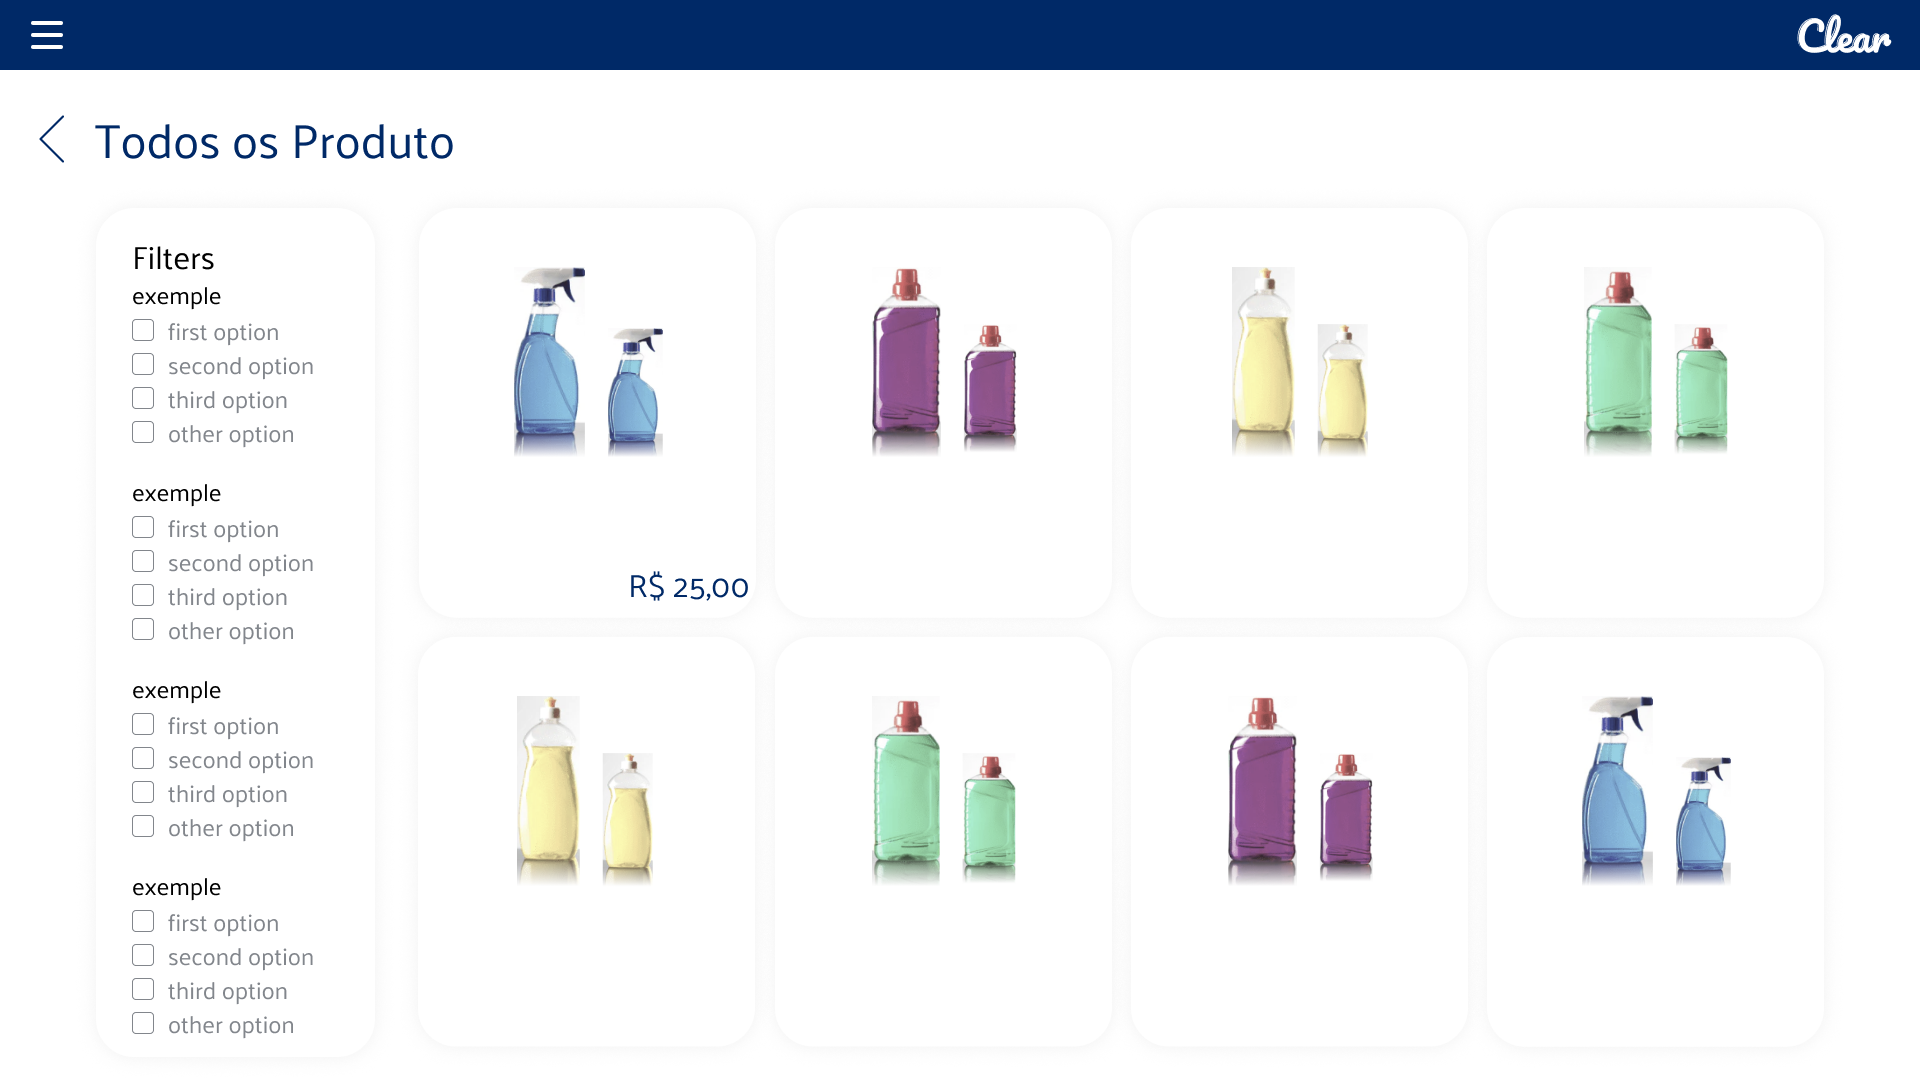 Clear
Todos os Produto
Filters
exemple
first option
second option
third option
other option
exemple
first option
second option
third option
other option
exemple
first option
second option
third option
other option
exemple
first option
second option
third option
other option
R$ 25,00